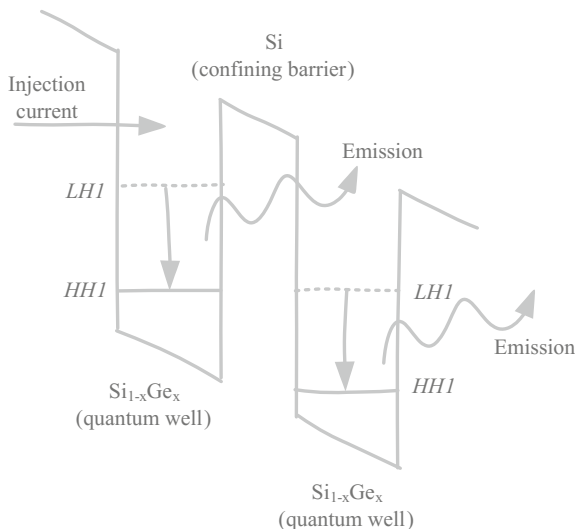 Si
(confining barrier)
Injection
current
Emission
LH1
HH1
LH1
Emission
HH1
Si1-xGex
(quantum well)
Si1-xGex
(quantum well)